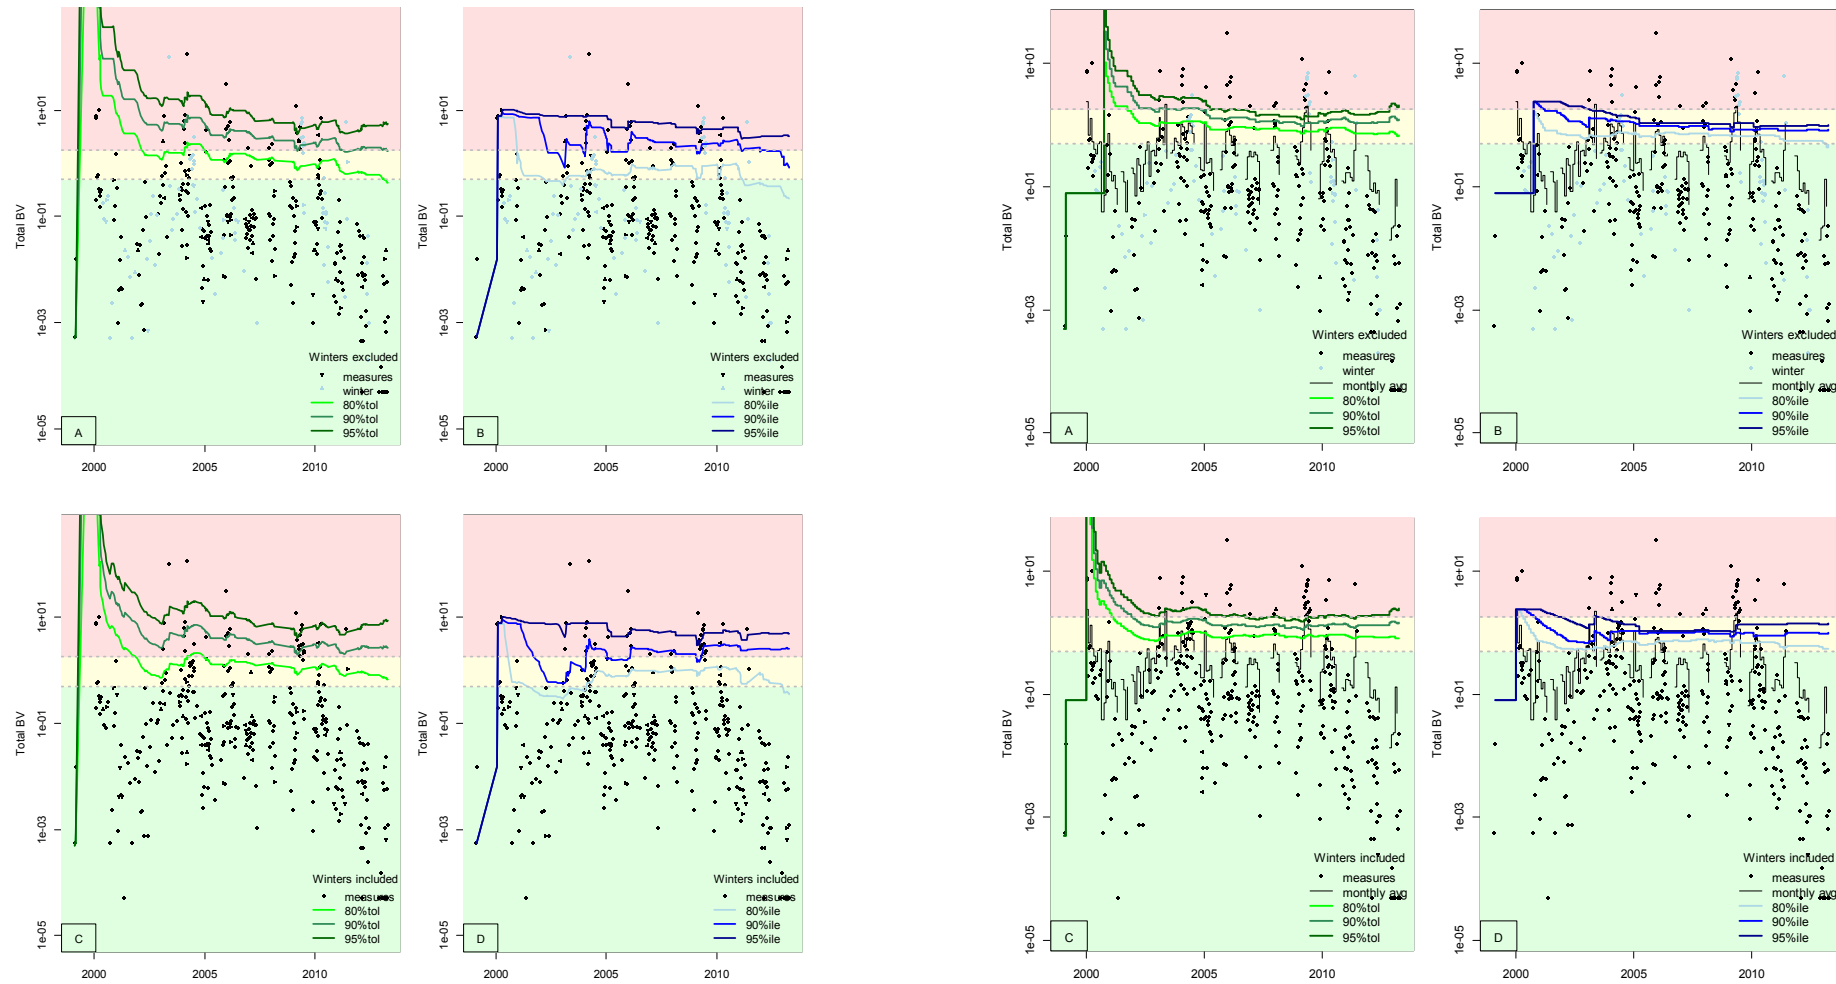 Total BV
1e+01
1e-01
1e-03
1e-05
2000
2005
2010
Winters excluded
measures
winter
80%tol
90%tol
95%tol
A
Total BV
1e+01
1e-01
1e-03
1e-05
2000
2005
2010
Winters excluded
measures
winter
80%ile
90%ile
95%ile
B
Total BV
1e+01
1e-01
1e-03
1e-05
2000
2005
2010
Winters excluded
measures
winter
monthly avg
80%tol
90%tol
95%tol
A
Total BV
1e+01
1e-01
1e-03
1e-05
2000
2005
2010
Winters excluded
measures
winter
monthly avg
80%ile
90%ile
95%ile
B
Total BV
1e+01
1e-01
1e-03
1e-05
2000
2005
2010
Winters included
measures
80%tol
90%tol
95%tol
C
Total BV
1e+01
1e-01
1e-03
1e-05
2000
2005
2010
Winters included
measures
80%ile
90%ile
95%ile
D
Total BV
1e+01
1e-01
1e-03
1e-05
2000
2005
2010
Winters included
measures
monthly avg
80%tol
90%tol
95%tol
C
Total BV
1e+01
1e-01
1e-03
1e-05
2000
2005
2010
Winters included
measures
monthly avg
80%ile
90%ile
95%ile
D